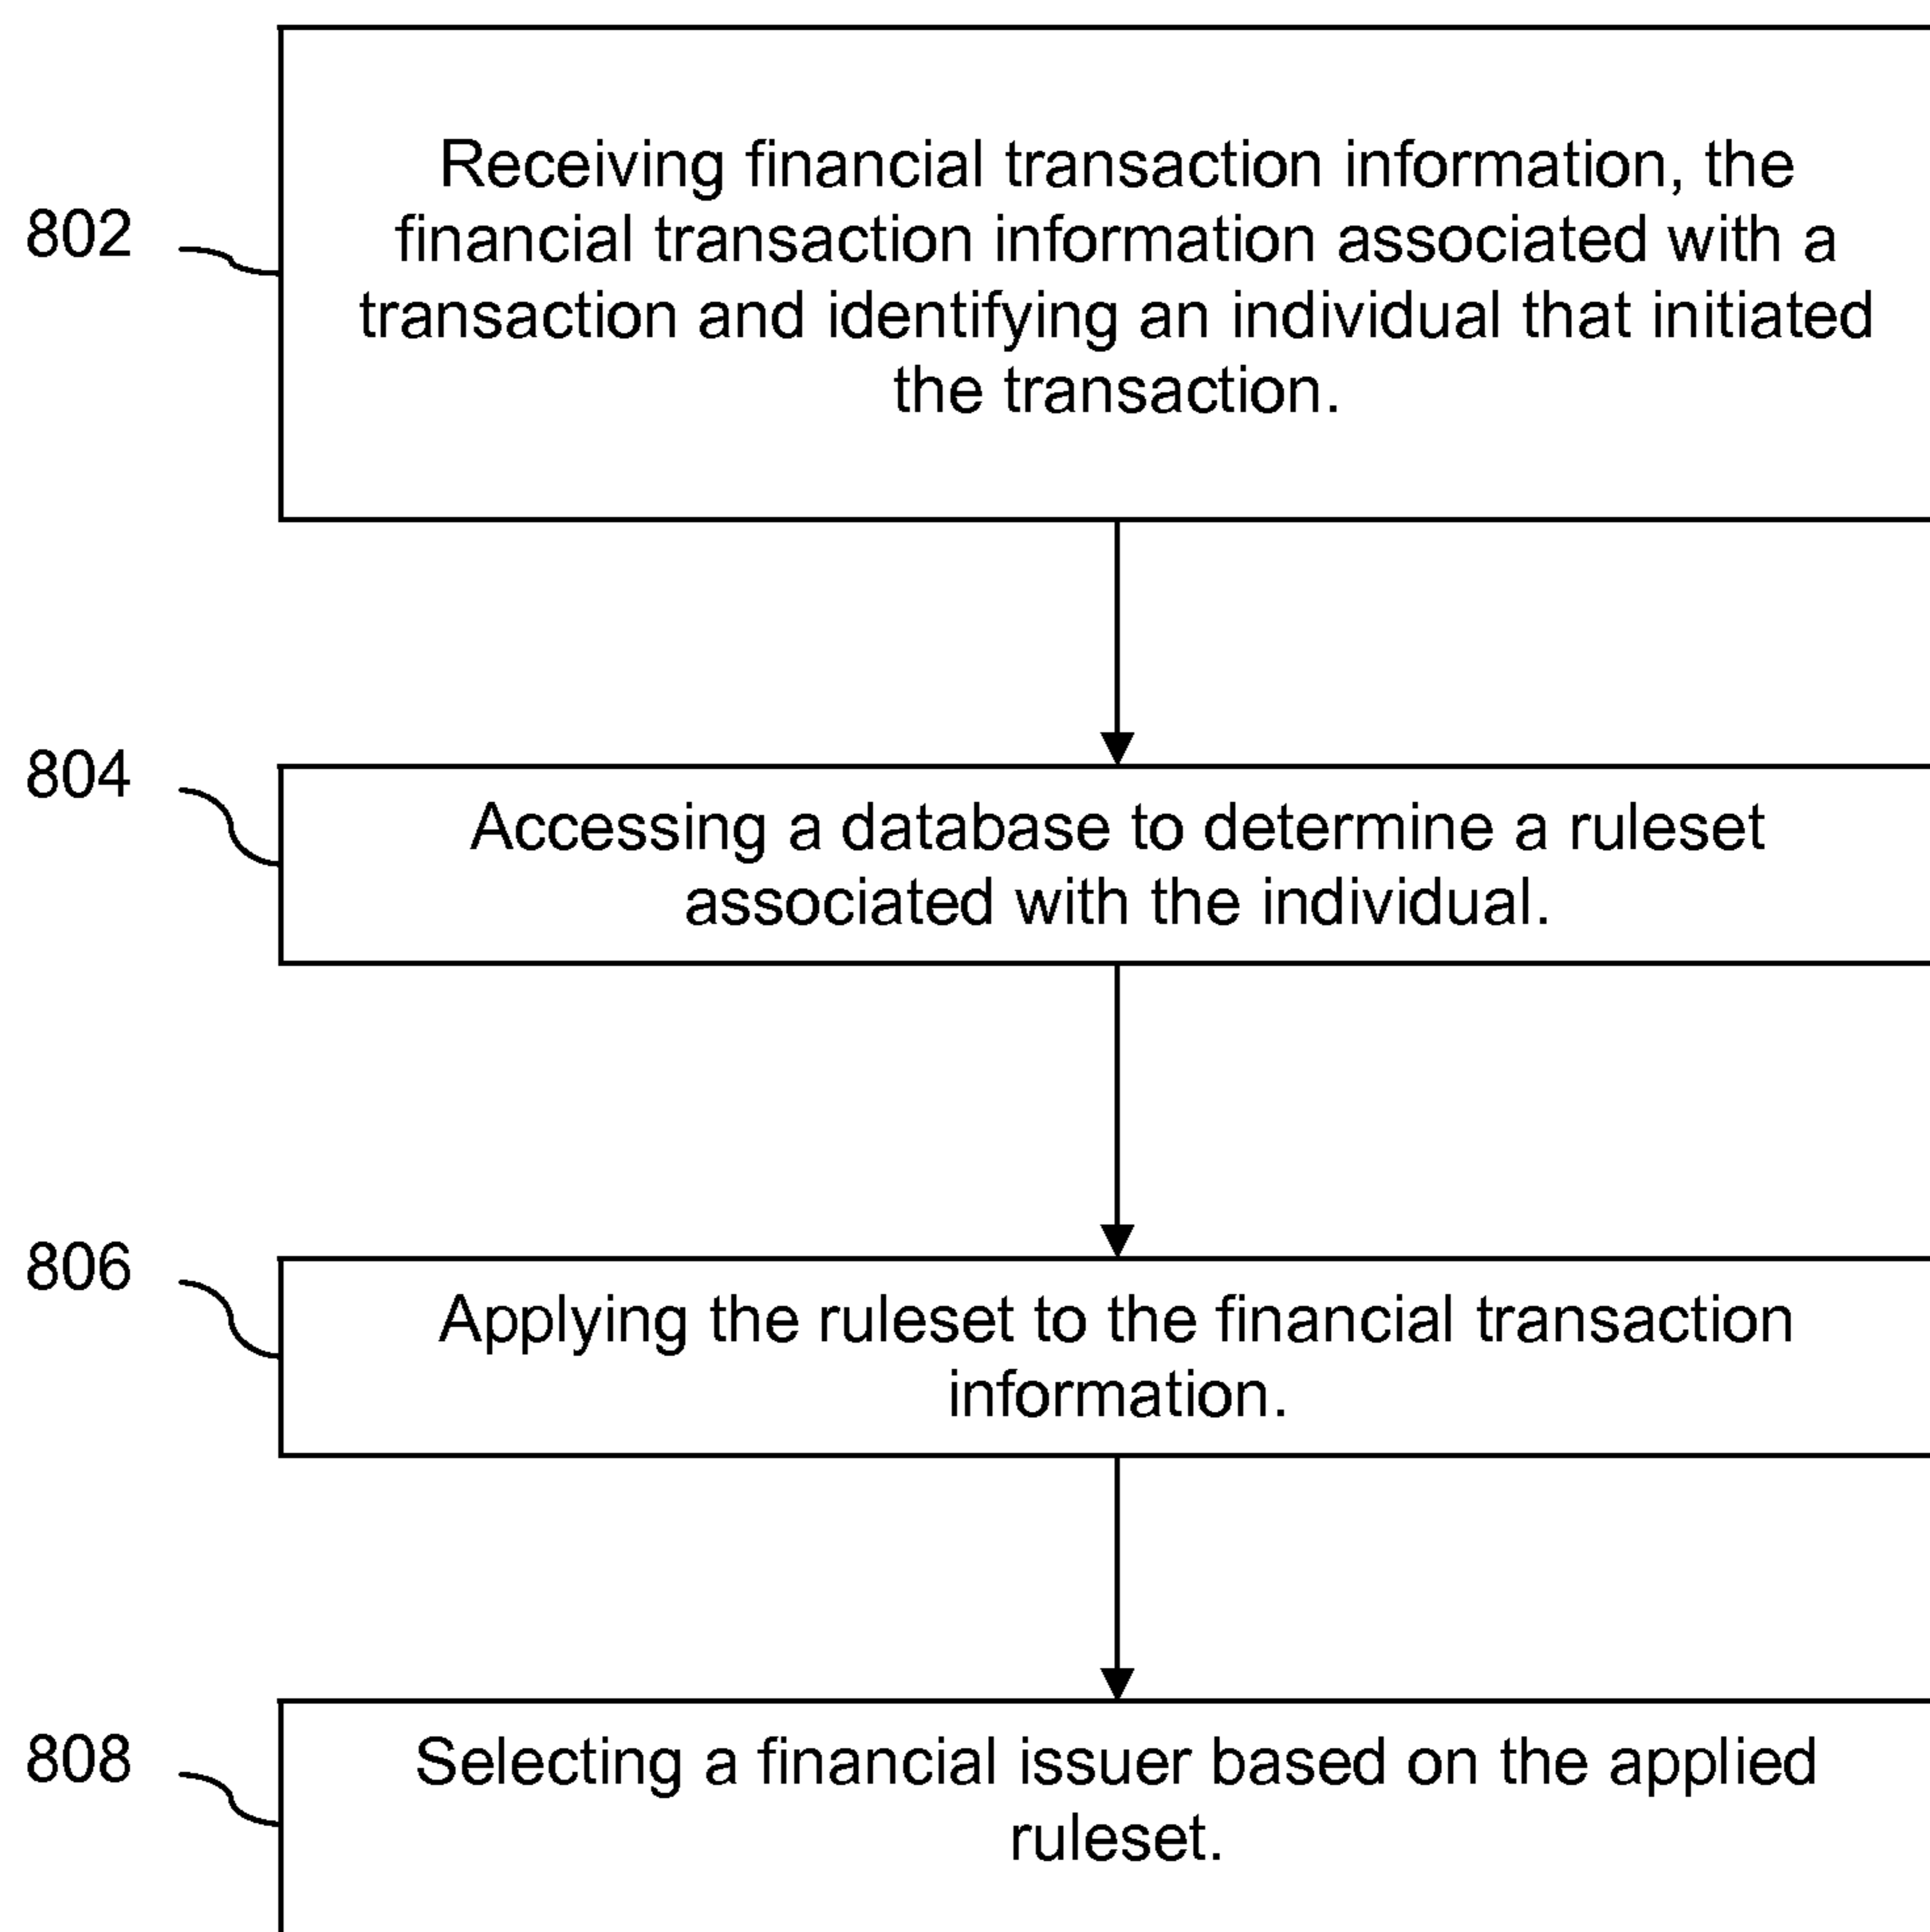 802
Receiving financial transaction information, the
financial transaction information associated with a
transaction and identifying an individual that initiated
the transaction.
804
Accessing a database to determine a ruleset
associated with the individual.
806
Applying the ruleset to the financial transaction
information.
808
Selecting a financial issuer based on the applied
ruleset.